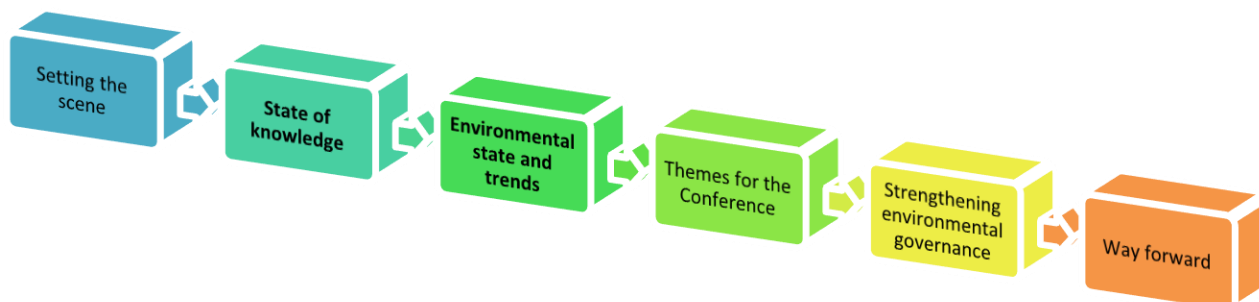 Setting the
scene
State of
knowledge
Environmental
state and
trends
Themes for the
Conference
Strengthening
environmental
governance
Way forward